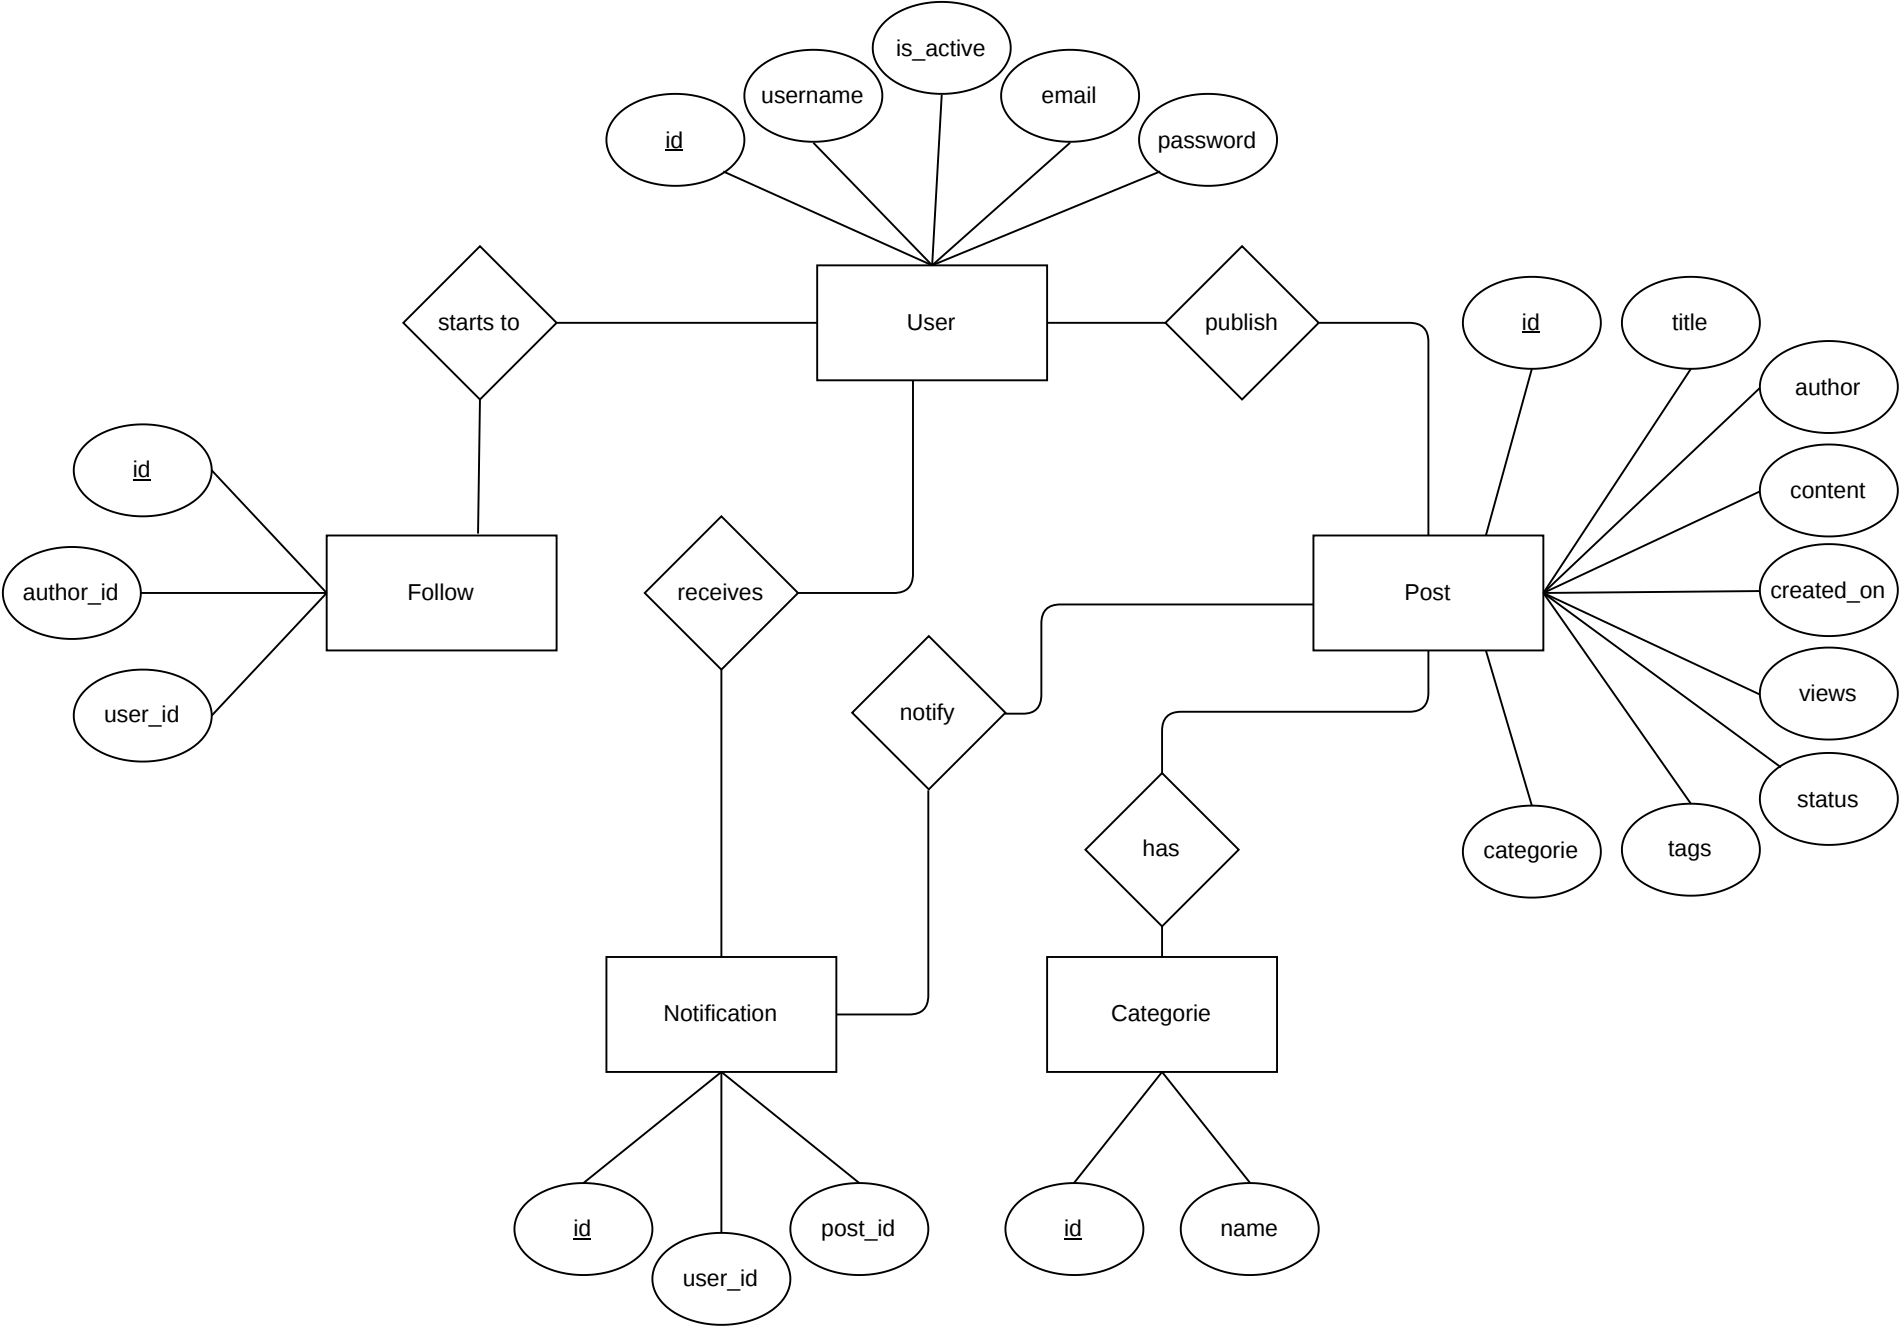 is_active
username
email
id
password
starts to
User
publish
id
title
author
id
content
author_id
Follow
receives
Post
created_on
user_id
notify
views
status
has
categorie
tags
Notification
Categorie
id
post_id
id
name
user_id